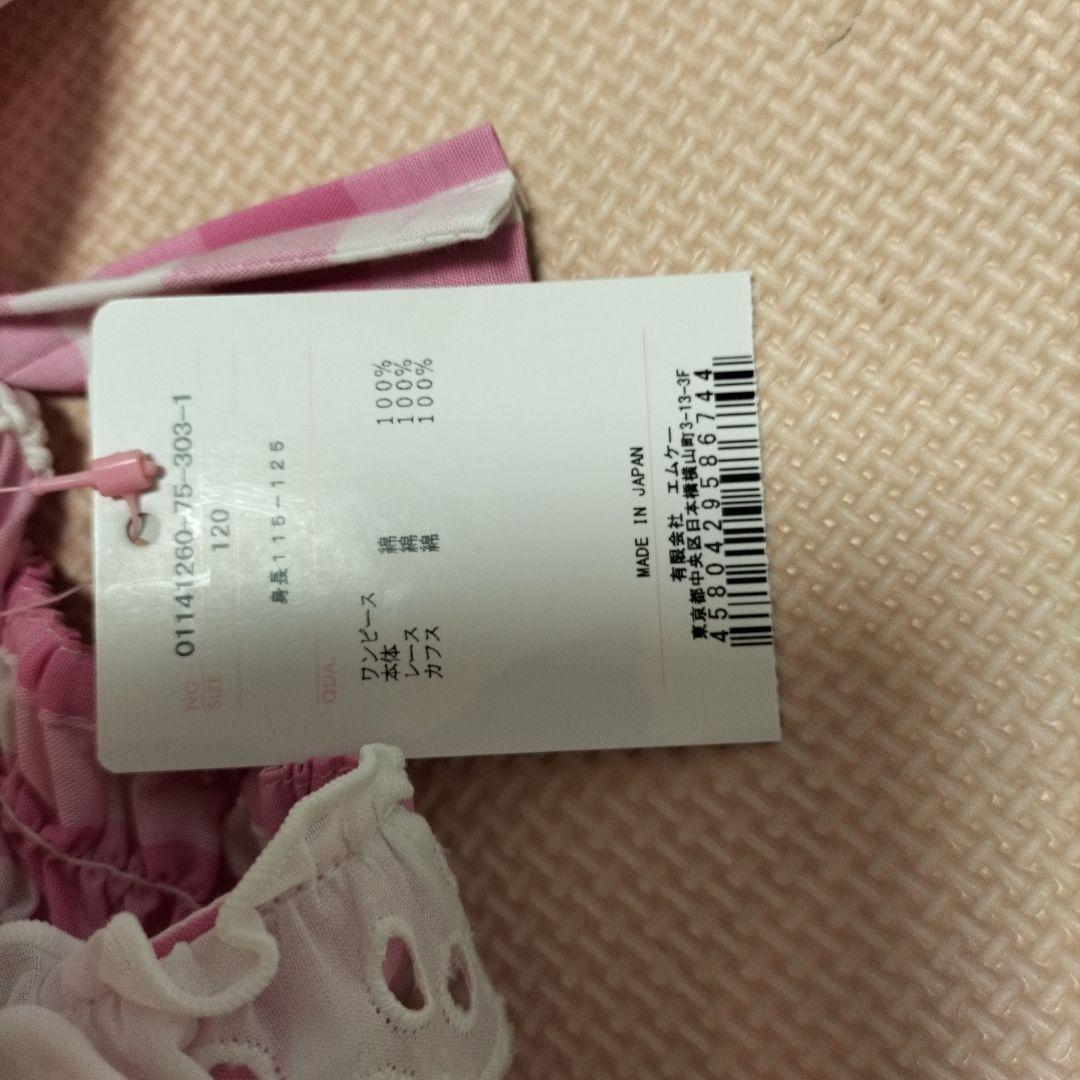 NO. 01141260-75-303-1
SIZE 120
身長115-125
QUA.
ワンピース
本体 綿 100%
レース 綿 100%
カフス 綿 100%
MADE IN JAPAN
有限会社 エムケー
東京都中央区日本橋横山町3-13-3F
4580429586744